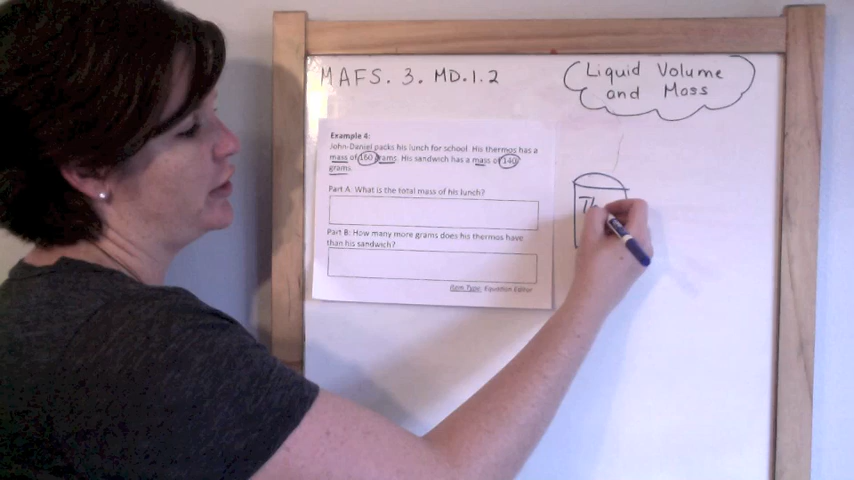 MAFS. 3. MD.1.2
Liquid Volume
and Mass
Example 4:
John-Daniel packs his lunch for school. His thermos has a
mass of 160 grams. His sandwich has a mass of 140
grams.
Part A: What is the total mass of his lunch?
Part B: How many more grams does his thermos have
than his sandwich?
Item Type: Equation Editor
Th